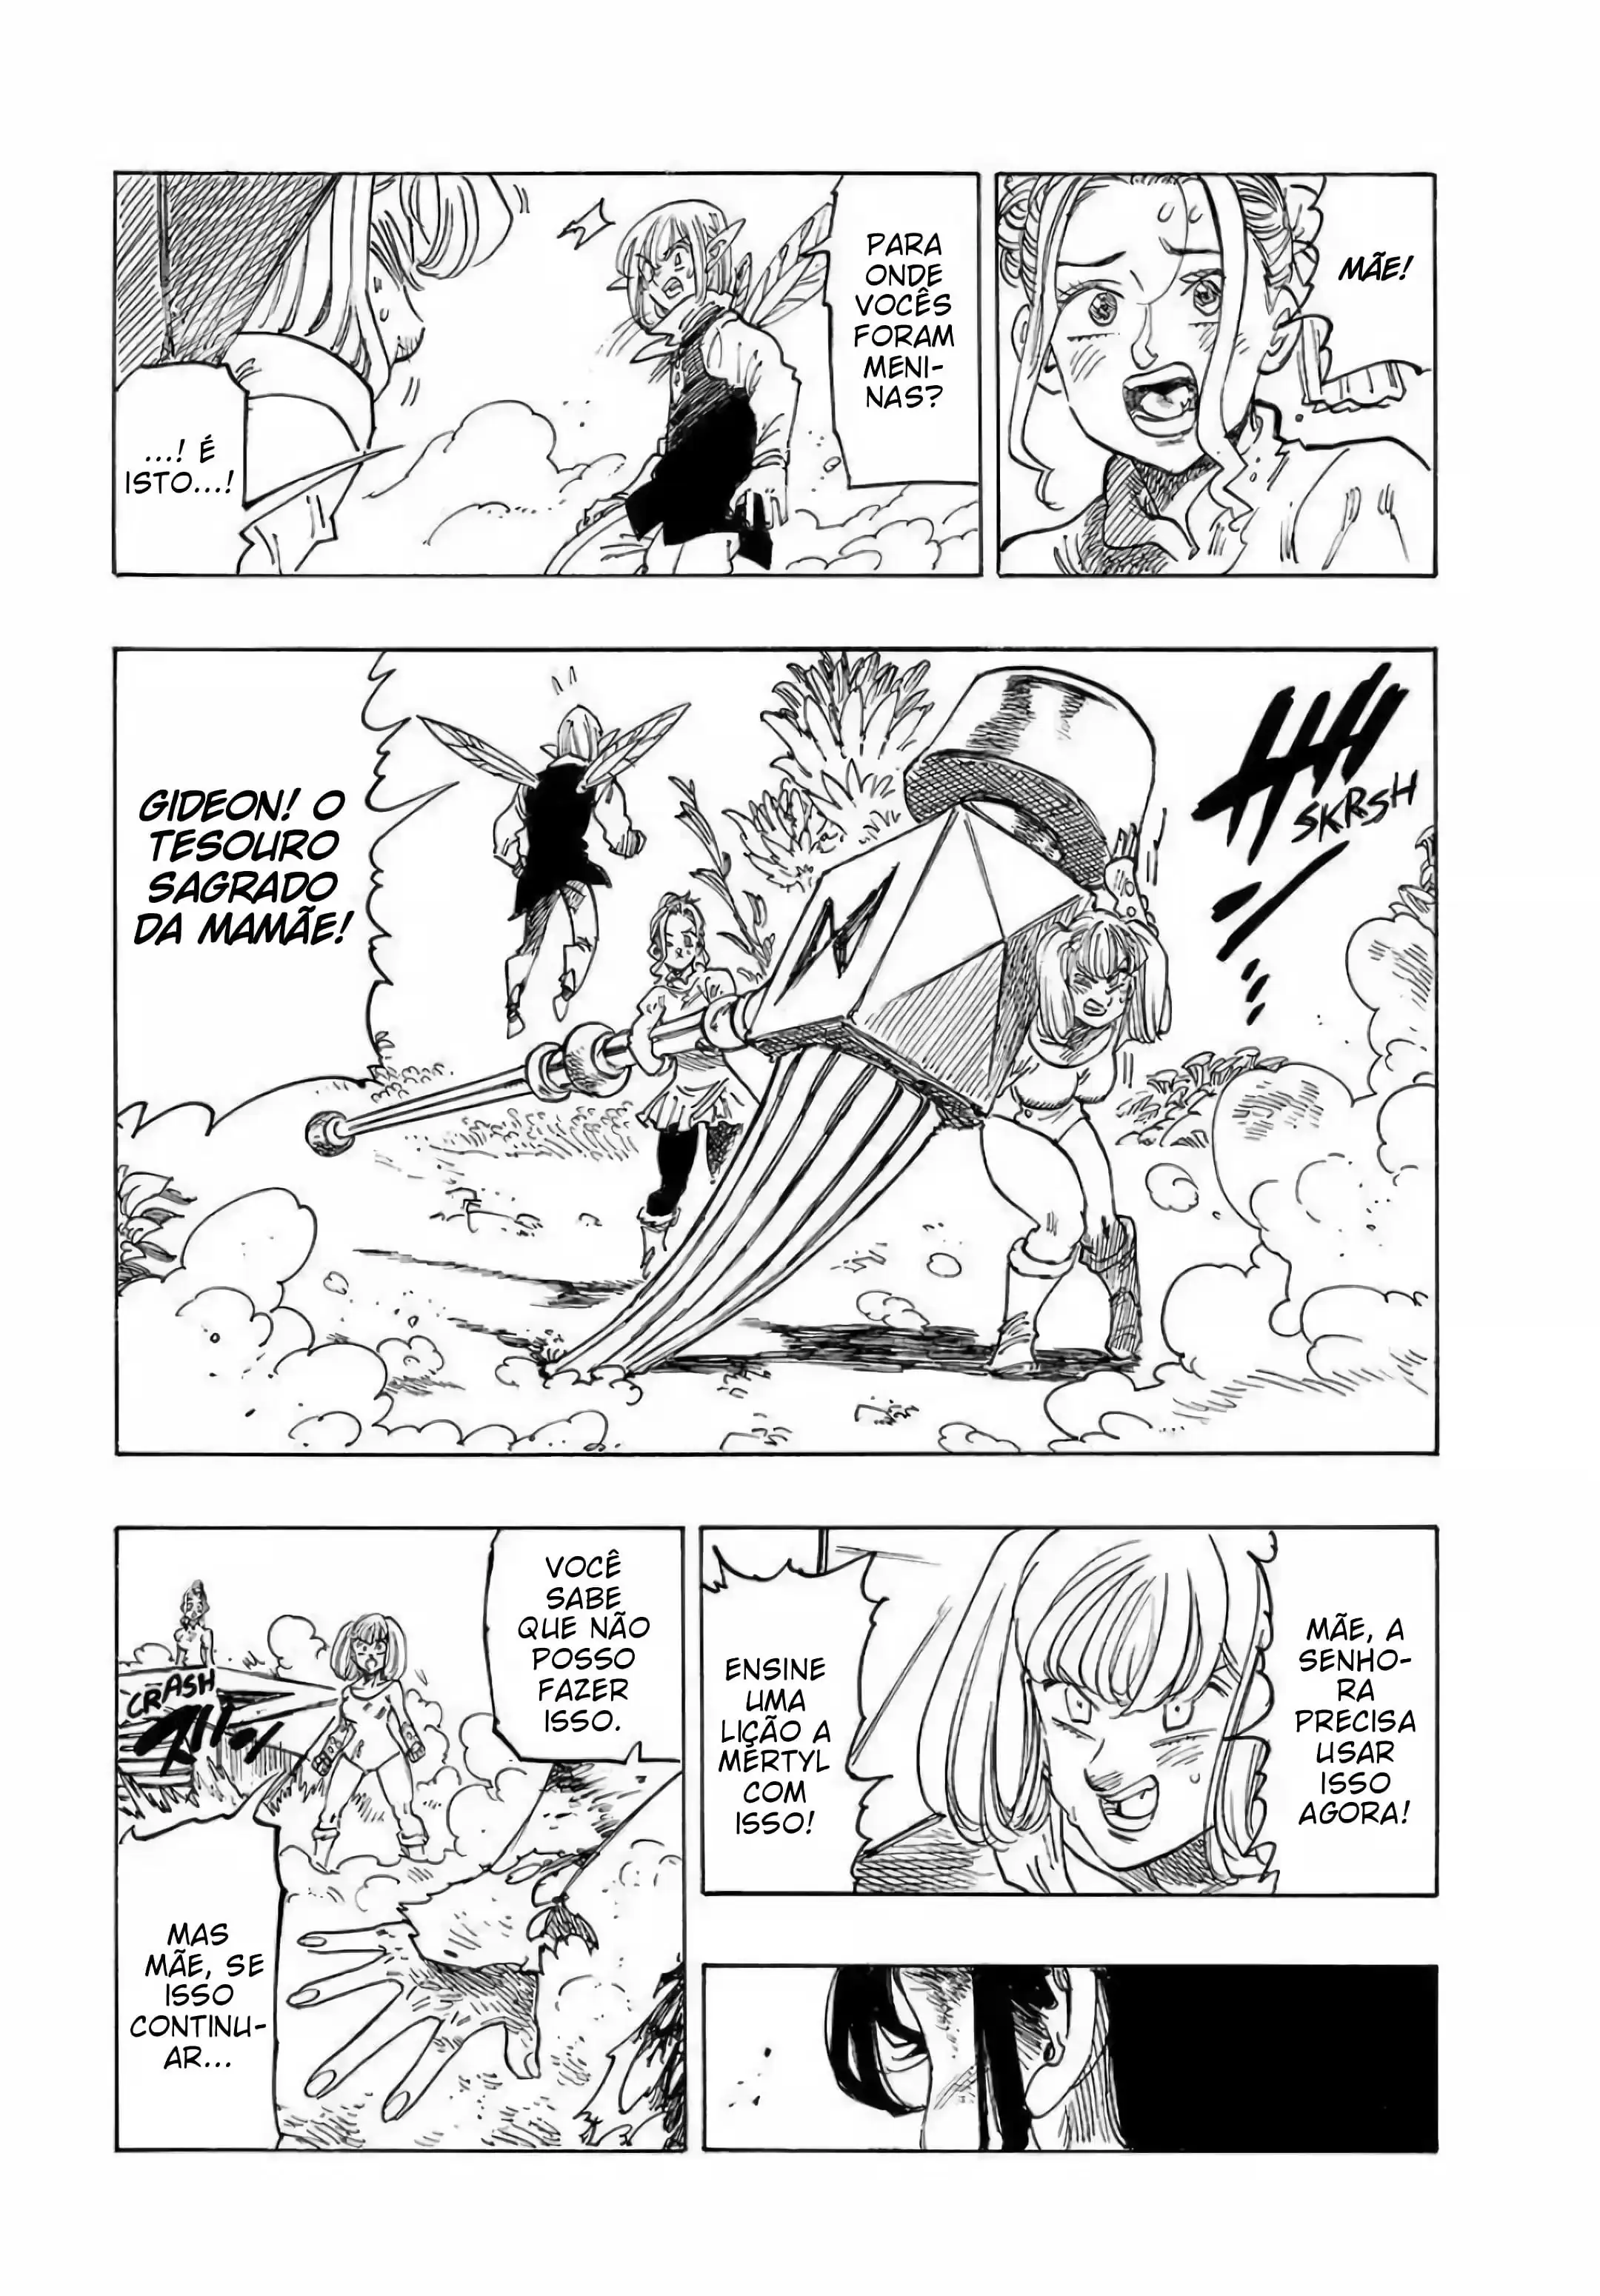 MÃE!
PARA
ONDE
VOCÊS
FORAM
MENI-
NAS?
...! É
ISTO...!
SKRSH
GIDEON! O
TESOURO
SAGRADO
DA MAMÃE!
MÃE, A
SENHO-
RA
PRECISA
USAR
ISSO
AGORA!
ENSINE
UMA
LIÇÃO A
MERTYL
COM
ISSO!
VOCÊ
SABE
QUE NÃO
POSSO
FAZER
ISSO.
CRASH
MAS
MÃE, SE
ISSO
CONTINU-
AR...